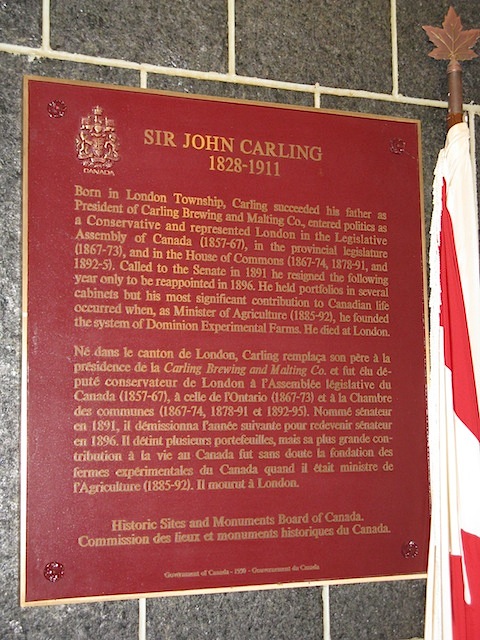 CANADA
SIR JOHN CARLING
1828-1911
Born in London Township, Carling succeeded his father as
President of Carling Brewing and Malting Co., entered politics as
a Conservative and represented London in the Legislative
Assembly of Canada (1857-67), in the provincial legislature
(1867-73), and in the House of Commons (1867-74, 1878-91, and
1892-5). Called to the Senate in 1891 he resigned the following
year only to be reappointed in 1896. He held portfolios in several
cabinets but his most significant contribution to Canadian life
occurred when, as Minister of Agriculture (1885-92), he founded
the system of Dominion Experimental Farms. He died at London.
Né dans le canton de London, Carling remplaça son père à la
présidence de la Carling Brewing and Malting Co. et fut élu dé-
puté conservateur de London à l'Assemblée législative du
Canada (1857-67), à celle de l'Ontario (1867-73) et à la Chambre
des communes (1867-74, 1878-91 et 1892-95). Nommé sénateur
en 1891, il démissionna l'année suivante pour redevenir sénateur
en 1896. Il détint plusieurs portefeuilles, mais sa plus grande con-
tribution à la vie au Canada fut sans doute la fondation des
fermes expérimentales du Canada quand il était ministre de
l'Agriculture (1885-92). Il mourut à London.
Historic Sites and Monuments Board of Canada.
Commission des lieux et monuments historiques du Canada.
Government of Canada - - Gouvernement du Canada